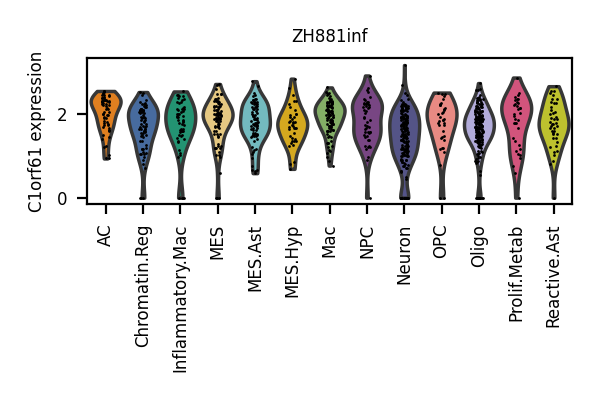 ZH881inf
C1orf61 expression
2
0
AC
Chromatin.Reg
Inflammatory.Mac
MES
MES.Ast
MES.Hyp
Mac
NPC
Neuron
OPC
Oligo
Prolif.Metab
Reactive.Ast